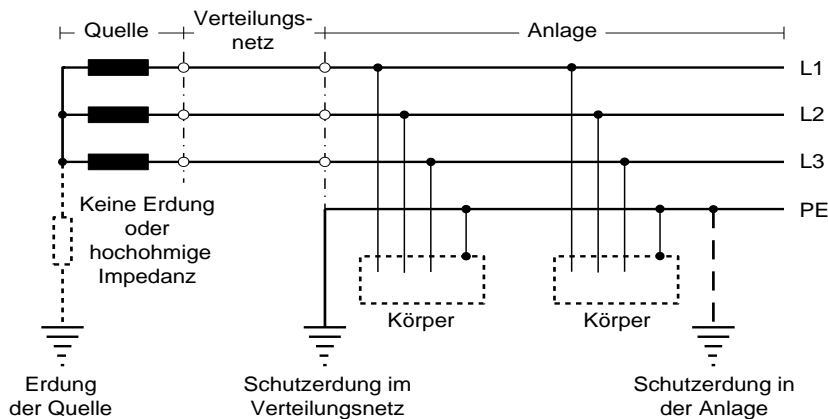 Quelle
Verteilungs-
netz
Anlage
L1
L2
L3
PE
Keine Erdung
oder
hochohmige
Impedanz
Körper
Körper
Erdung
der Quelle
Schutzerdung im
Verteilungsnetz
Schutzerdung in
der Anlage